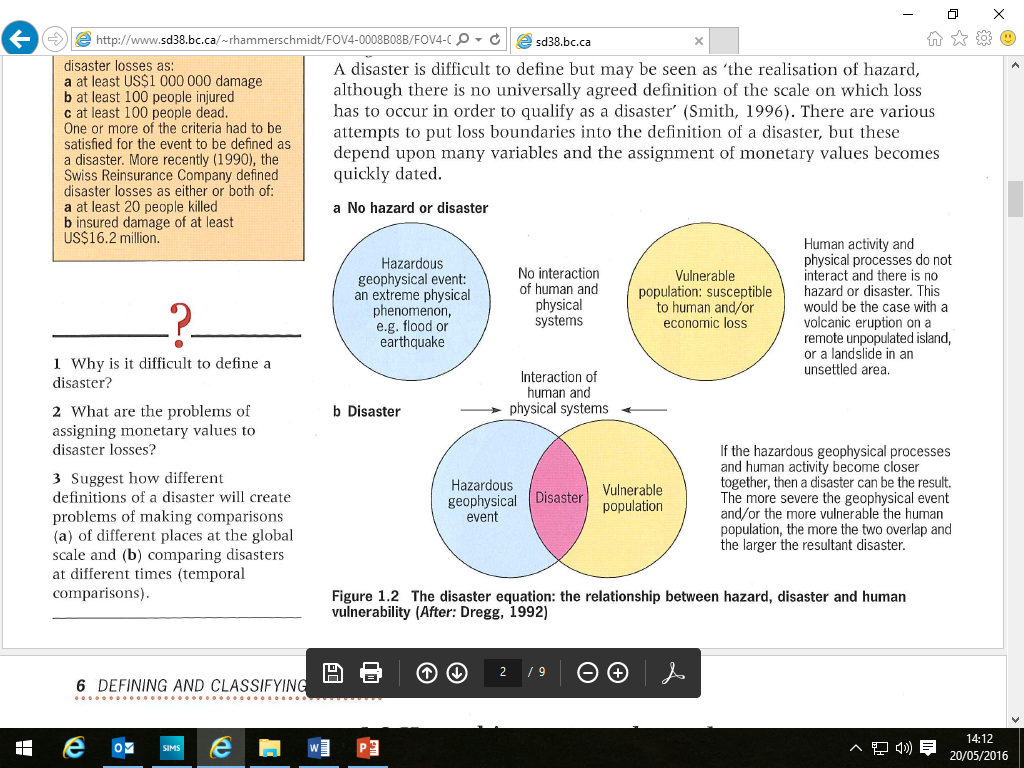 http://www.sd38.bc.ca/~rhammerschmidt/FOV4-0008B08B/FOV4-C
sd38.bc.ca
disaster losses as:
a at least US$1 000 000 damage
b at least 100 people injured
c at least 100 people dead.
One or more of the criteria had to be
satisfied for the event to be defined as
a disaster. More recently (1990), the
Swiss Reinsurance Company defined
disaster losses as either or both of:
a at least 20 people killed
b insured damage of at least
US$16.2 million.
?
1 Why is it difficult to define a
disaster?
2 What are the problems of
assigning monetary values to
disaster losses?
3 Suggest how different
definitions of a disaster will create
problems of making comparisons
(a) of different places at the global
scale and (b) comparing disasters
at different times (temporal
comparisons).
A disaster is difficult to define but may be seen as ‘the realisation of hazard,
although there is no universally agreed definition of the scale on which loss
has to occur in order to qualify as a disaster’ (Smith, 1996). There are various
attempts to put loss boundaries into the definition of a disaster, but these
depend upon many variables and the assignment of monetary values becomes
quickly dated.
a No hazard or disaster
Hazardous
geophysical event:
an extreme physical
phenomenon,
e.g. flood or
earthquake
No interaction
of human and
physical
systems
Vulnerable
population: susceptible
to human and/or
economic loss
Human activity and
physical processes do not
interact and there is no
hazard or disaster. This
would be the case with a
volcanic eruption on a
remote unpopulated island,
or a landslide in an
unsettled area.
b Disaster
Interaction of
human and
physical systems
Hazardous
geophysical
event
Disaster
Vulnerable
population
If the hazardous geophysical processes
and human activity become closer
together, then a disaster can be the result.
The more severe the geophysical event
and/or the more vulnerable the human
population, the more the two overlap and
the larger the resultant disaster.
Figure 1.2 The disaster equation: the relationship between hazard, disaster and human
vulnerability (After: Dregg, 1992)
2 / 9
6 DEFINING AND CLASSIFYING
SIMS
14:12
20/05/2016